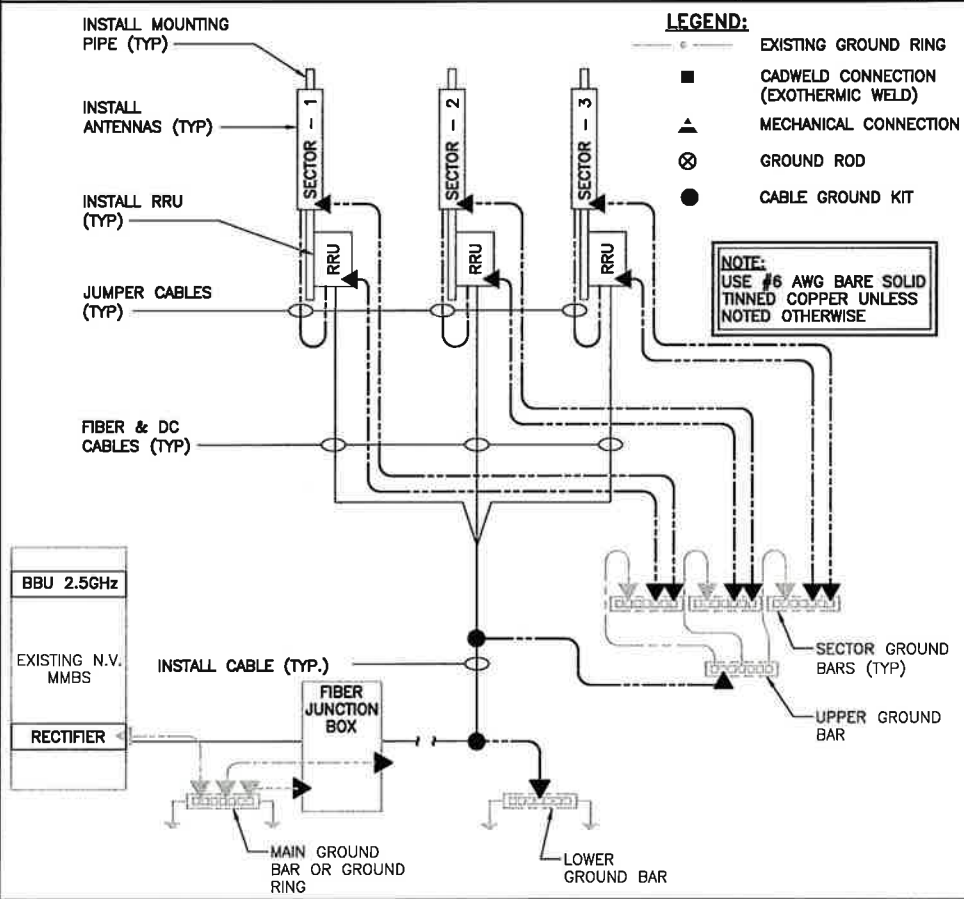 INSTALL MOUNTING
PIPE (TYP)
INSTALL
ANTENNAS (TYP)
INSTALL RRU
(TYP)
JUMPER CABLES
(TYP)
FIBER & DC
CABLES (TYP)
SECTOR - 1
SECTOR - 2
SECTOR - 3
RRU
RRU
RRU
LEGEND:
EXISTING GROUND RING
CADWELD CONNECTION
(EXOTHERMIC WELD)
MECHANICAL CONNECTION
GROUND ROD
CABLE GROUND KIT
NOTE:
USE #6 AWG BARE SOLID
TINNED COPPER UNLESS
NOTED OTHERWISE
BBU 2.5GHz
EXISTING N.V.
MMBS
RECTIFIER
INSTALL CABLE (TYP.)
FIBER
JUNCTION
BOX
SECTOR GROUND
BARS (TYP)
UPPER GROUND
BAR
MAIN GROUND
BAR OR GROUND
RING
LOWER
GROUND BAR